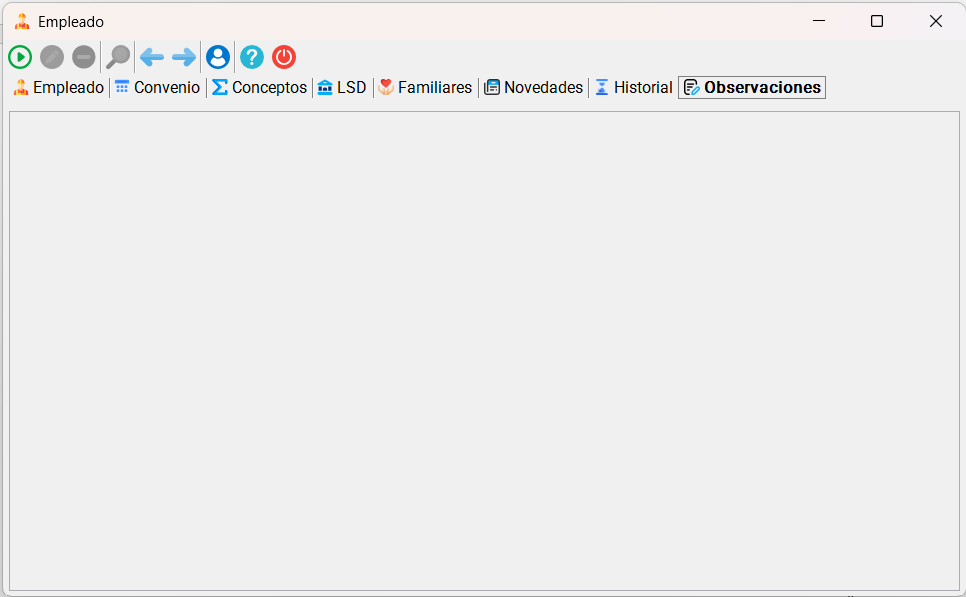 Empleado
?
Empleado Convenio Conceptos LSD Familiares Novedades Historial Observaciones